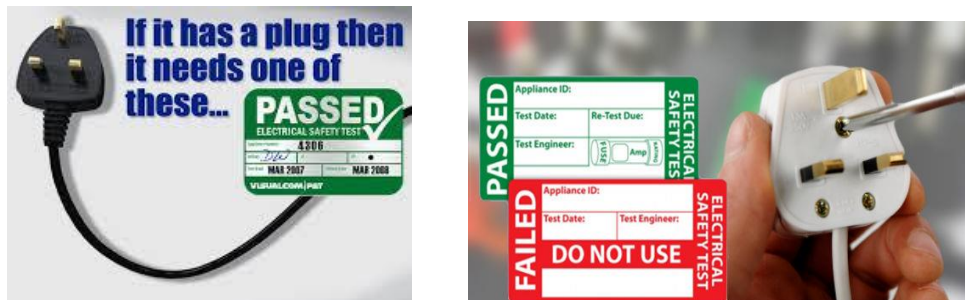 If it has a plug then
it needs one of
these...
PASSED
ELECTRICAL SAFETY TEST
4306
MAR 2007
MAR 2008
VISUALCOM PAT
PASSED
Appliance ID:
Test Date:
Re-Test Due:
Test Engineer:
FUSE
Amp
RATING
ELECTRICAL
SAFETY TEST
FAILED
Appliance ID:
Test Date:
Test Engineer:
DO NOT USE
ELECTRICAL
SAFETY TEST